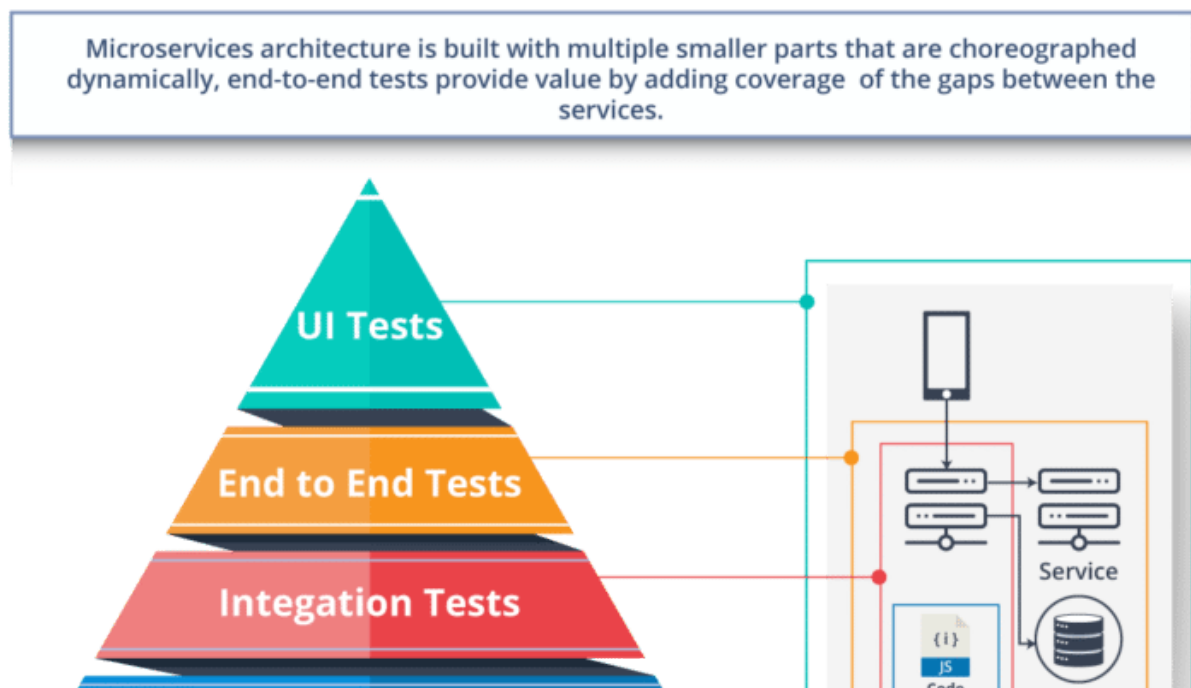 Microservices architecture is built with multiple smaller parts that are choreographed
dynamically, end-to-end tests provide value by adding coverage of the gaps between the
services.
UI Tests
End to End Tests
Integation Tests
Service
{i}
JS
Code